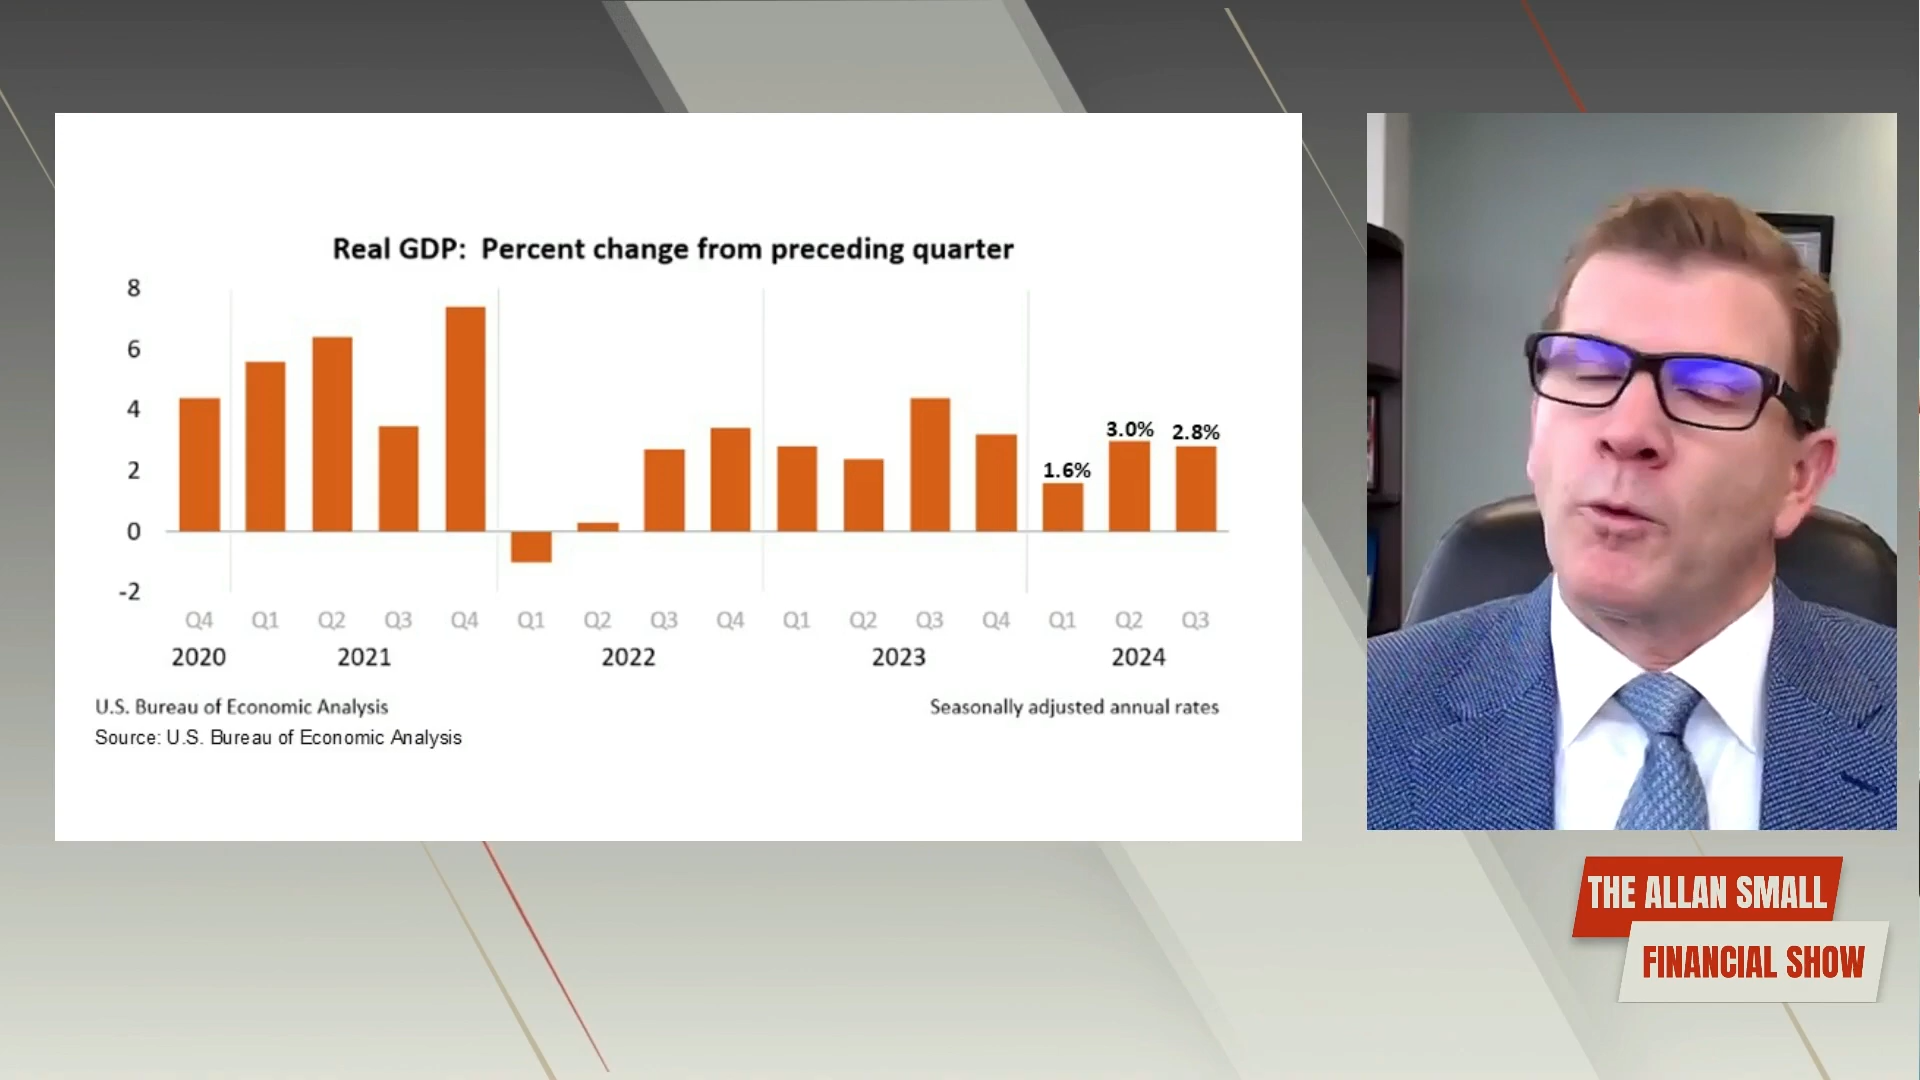 Real GDP: Percent change from preceding quarter
8
6
4
2
0
-2
1.6%
3.0%
2.8%
Q4 Q1 Q2 Q3 Q4 Q1 Q2 Q3 Q4 Q1 Q2 Q3 Q4 Q1 Q2 Q3
2020 2021 2022 2023 2024
U.S. Bureau of Economic Analysis Seasonally adjusted annual rates
Source: U.S. Bureau of Economic Analysis
THE ALLAN SMALL
FINANCIAL SHOW